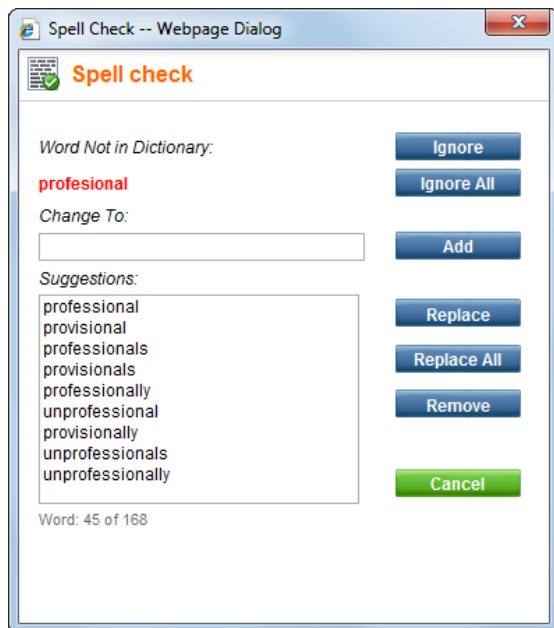 Spell Check -- Webpage Dialog
X
Spell check
Word Not in Dictionary:
Ignore
profesional
Ignore All
Change To:
Add
Suggestions:
professional
provisional
professionals
provisionals
professionally
unprofessional
provisionally
unprofessionals
unprofessionally
Replace
Replace All
Remove
Cancel
Word: 45 of 168